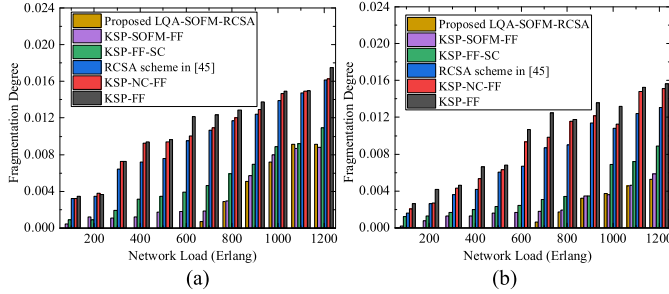 (a)
0.024
0.020
0.016
0.012
0.008
0.004
0.000
Fragmentation Degree
Proposed LQA-SOFM-RCSA
KSP-SOFM-FF
KSP-FF-SC
RCSA scheme in [45]
KSP-NC-FF
KSP-FF
200 400 600 800 1000 1200
Network Load (Erlang)
(a)
(b)
0.024
0.020
0.016
0.012
0.008
0.004
0.000
Fragmentation Degree
Proposed LQA-SOFM-RCSA
KSP-SOFM-FF
KSP-FF-SC
RCSA scheme in [45]
KSP-NC-FF
KSP-FF
200 400 600 800 1000 1200
Network Load (Erlang)
(b)